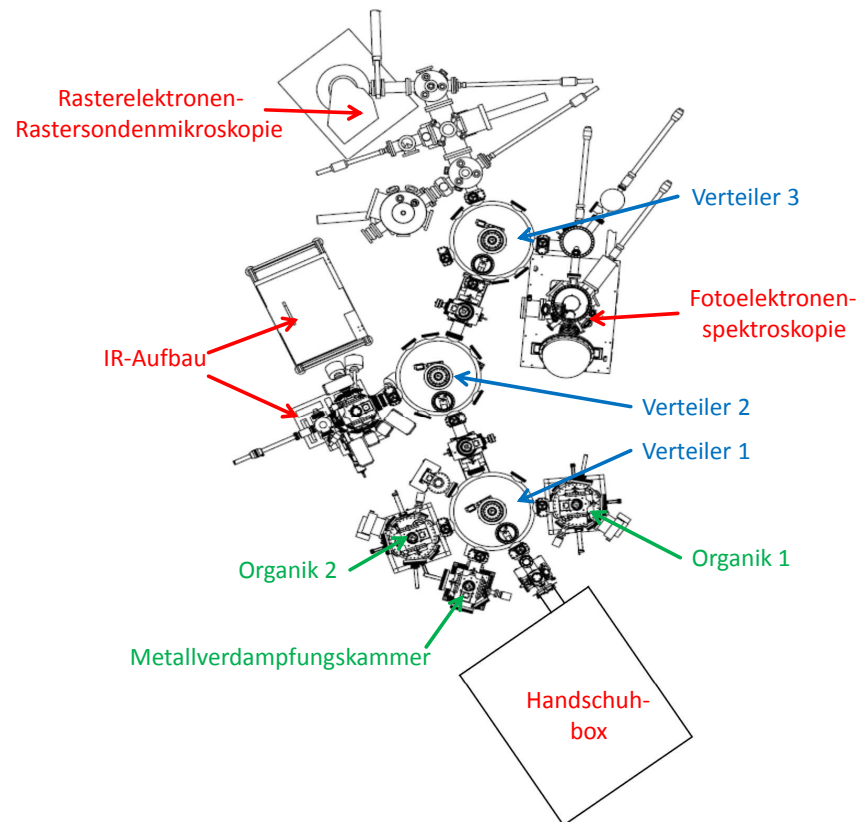 Rasterelektronen-
Rastersondenmikroskopie
Verteiler 3
Fotoelektronen-
spektroskopie
IR-Aufbau
Verteiler 2
Verteiler 1
Organik 2
Organik 1
Metallverdampfungskammer
Handschuh-
box